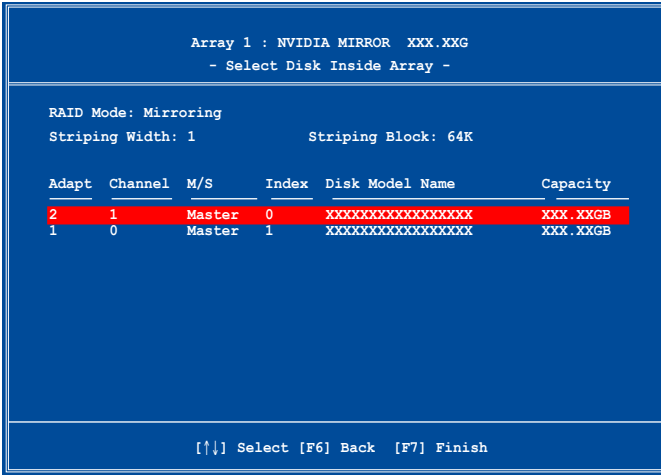 Array 1 : NVIDIA MIRROR XXX.XXG
- Select Disk Inside Array -
RAID Mode: Mirroring
Striping Width: 1 Striping Block: 64K
Adapt Channel M/S Index Disk Model Name Capacity
2 1 Master 0 XXXXXXXXXXXXXXXXX XXX.XXGB
1 0 Master 1 XXXXXXXXXXXXXXXXX XXX.XXGB
[↑↓] Select [F6] Back [F7] Finish